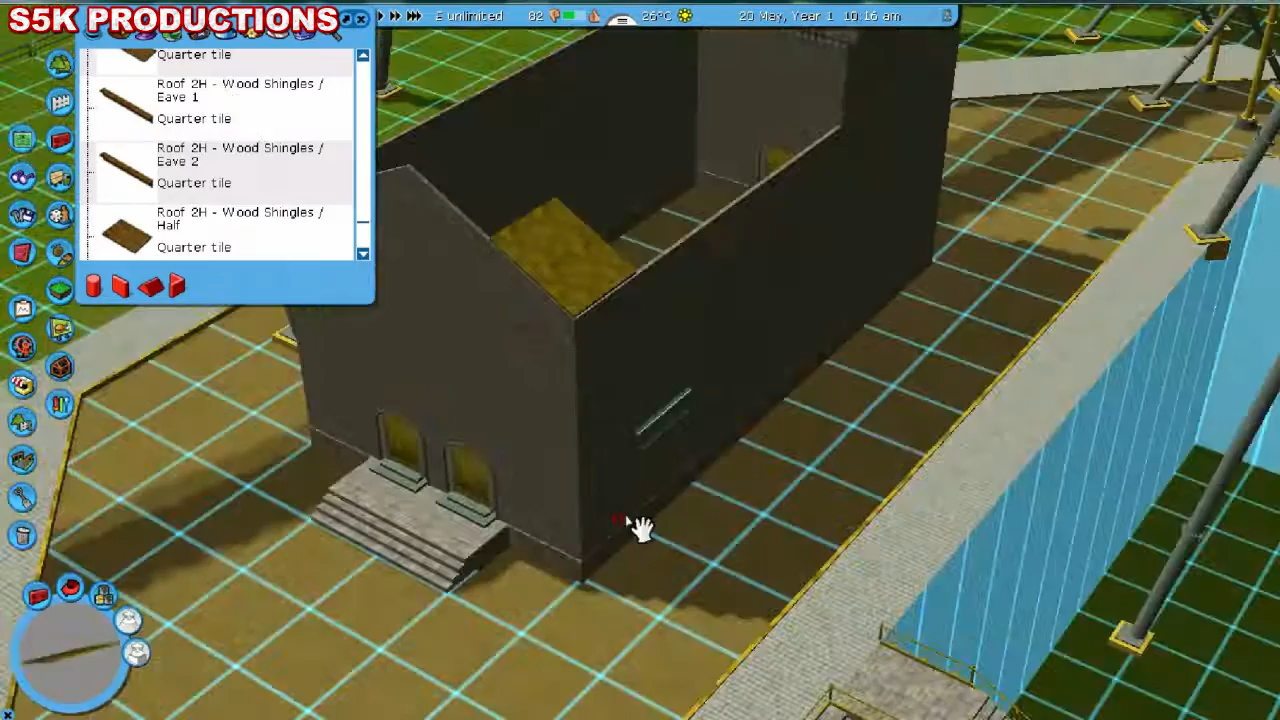 S5K PRODUCTIONS
£ unlimited
82
26°C
20 May, Year 1 10:16 am
Quarter tile
Roof 2H - Wood Shingles /
Eave 1
Quarter tile
Roof 2H - Wood Shingles /
Eave 2
Quarter tile
Roof 2H - Wood Shingles /
Half
Quarter tile